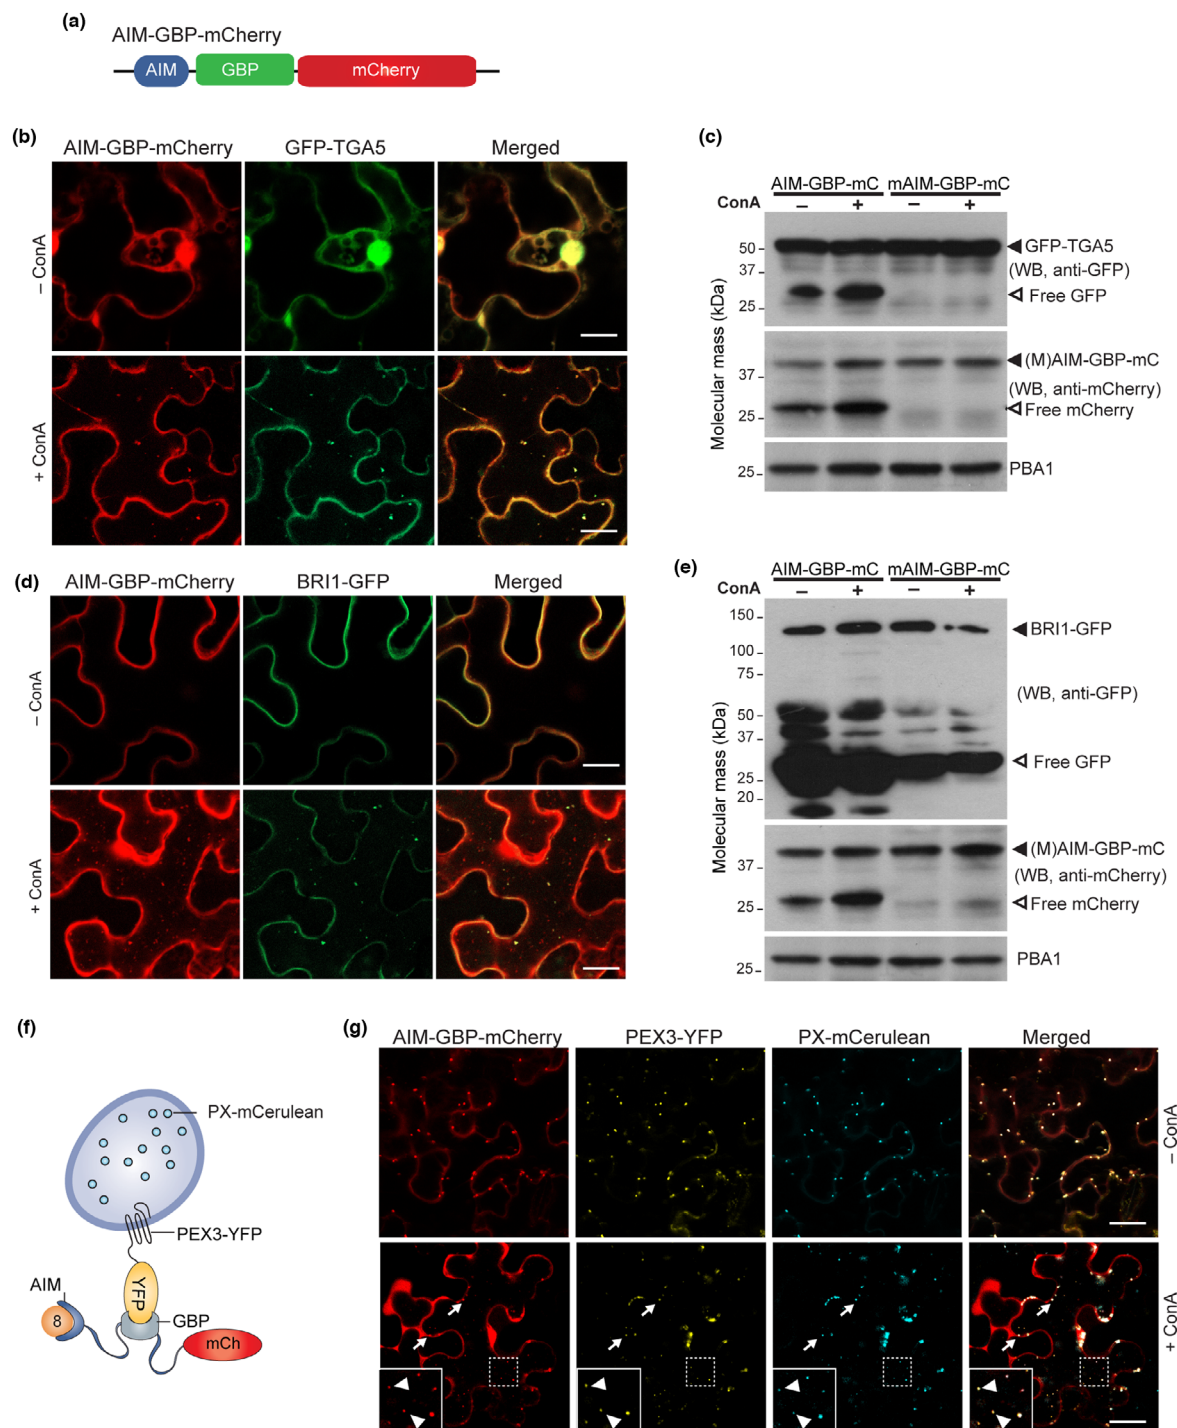 (a)
AIM-GBP-mCherry
AIM GBP mCherry
(b)
AIM-GBP-mCherry GFP-TGA5 Merged
– ConA
+ ConA
(c)
AIM-GBP-mC mAIM-GBP-mC
ConA – + – +
Molecular mass (kDa)
50
37
25
GFP-TGA5
(WB, anti-GFP)
Free GFP
37
25
(M)AIM-GBP-mC
(WB, anti-mCherry)
Free mCherry
25
PBA1
(d)
AIM-GBP-mCherry BRI1-GFP Merged
– ConA
+ ConA
(e)
AIM-GBP-mC mAIM-GBP-mC
ConA – + – +
Molecular mass (kDa)
150
100
75
50
37
25
20
BRI1-GFP
(WB, anti-GFP)
Free GFP
37
25
(M)AIM-GBP-mC
(WB, anti-mCherry)
Free mCherry
25
PBA1
(f)
PX-mCerulean
PEX3-YFP
YFP
AIM
8
GBP
mCh
(g)
AIM-GBP-mCherry PEX3-YFP PX-mCerulean Merged
– ConA
+ ConA